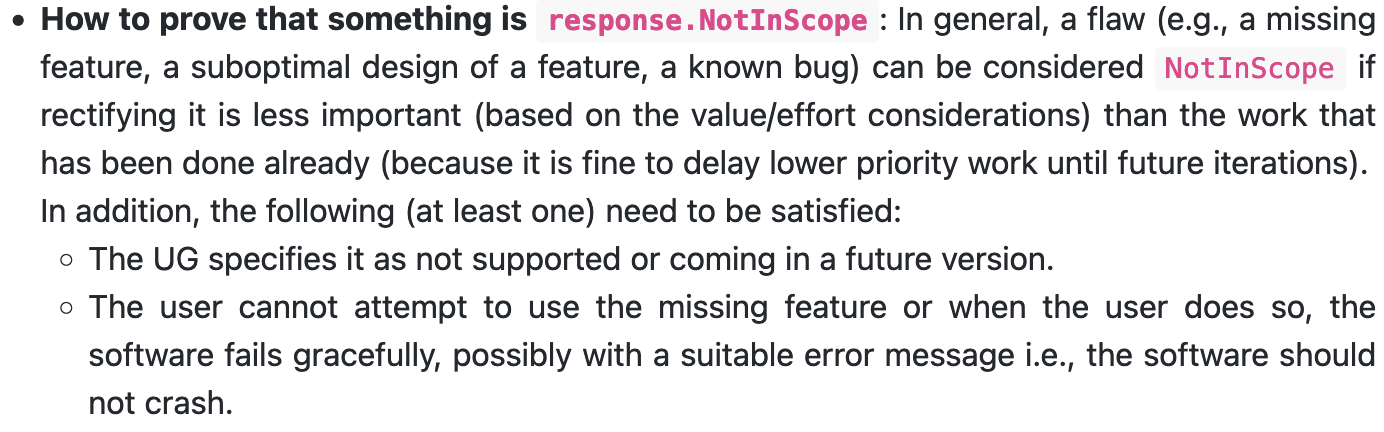 • How to prove that something is response.NotInScope : In general, a flaw (e.g., a missing
feature, a suboptimal design of a feature, a known bug) can be considered NotInScope if
rectifying it is less important (based on the value/effort considerations) than the work that
has been done already (because it is fine to delay lower priority work until future iterations).
In addition, the following (at least one) need to be satisfied:
◦ The UG specifies it as not supported or coming in a future version.
◦ The user cannot attempt to use the missing feature or when the user does so, the
software fails gracefully, possibly with a suitable error message i.e., the software should
not crash.